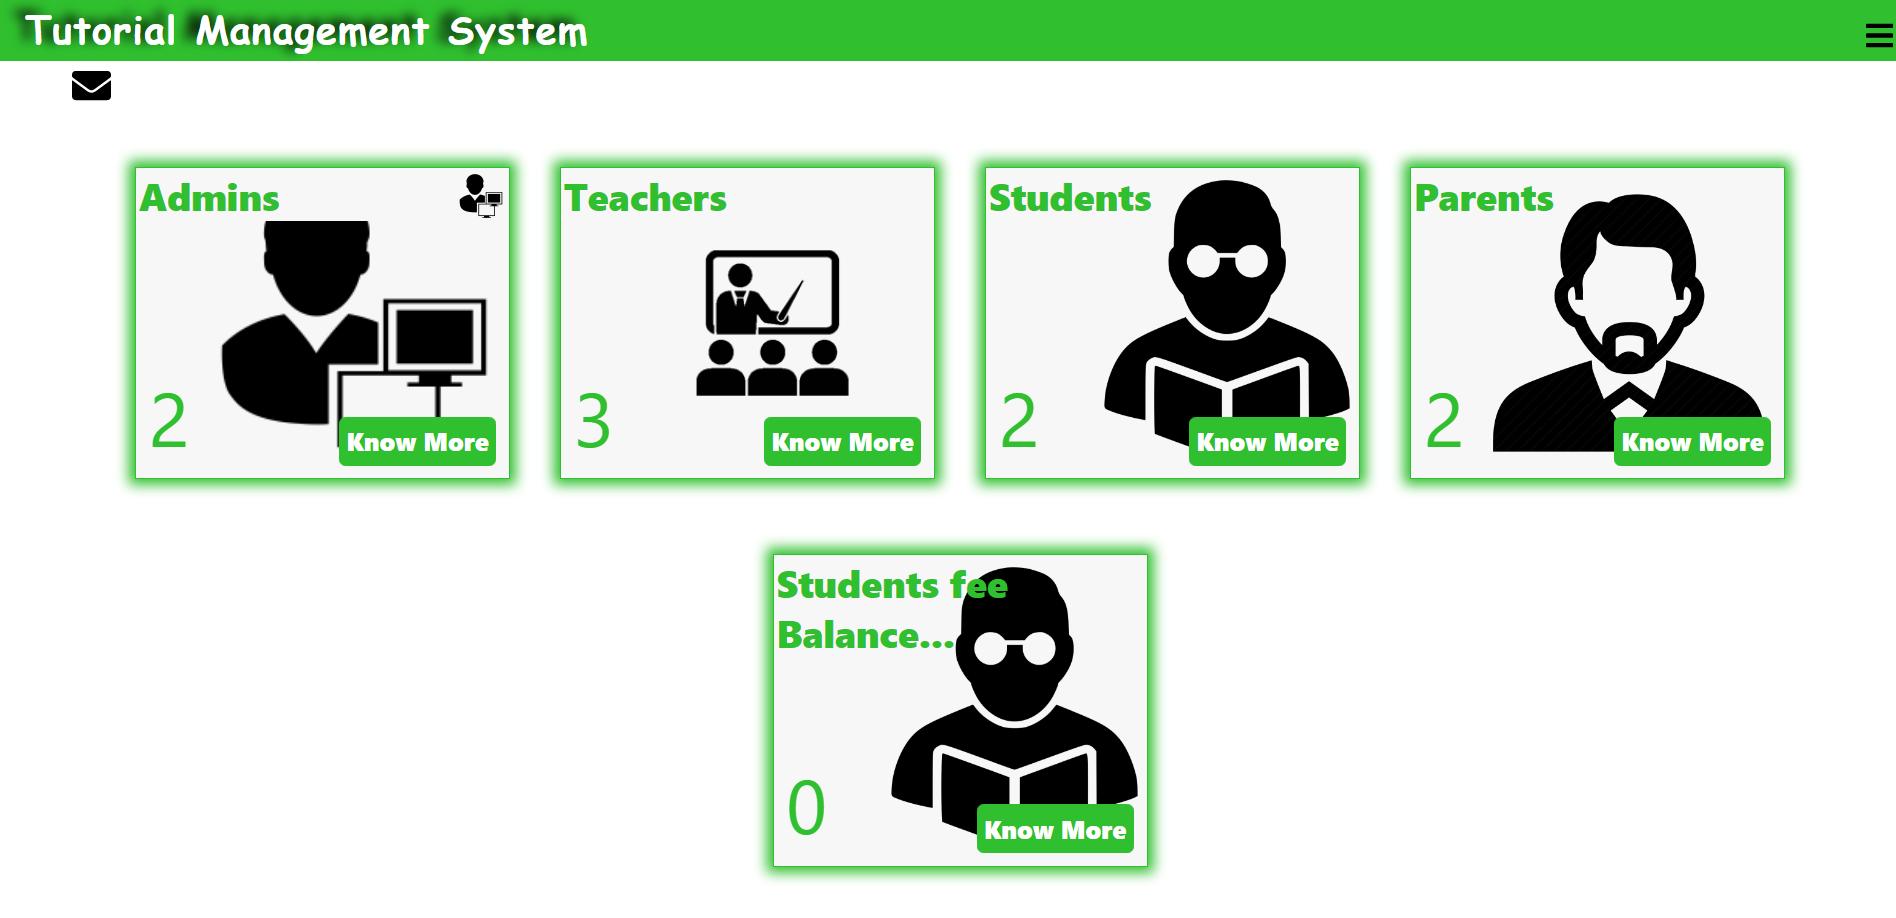 Tutorial Management System
Admins
2
Know More
Teachers
3
Know More
Students
2
Know More
Parents
2
Know More
Students fee
Balance...
0
Know More